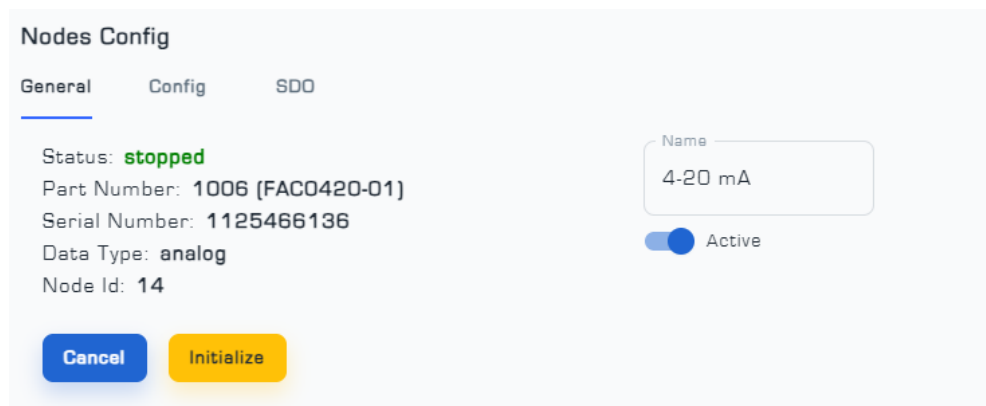 Nodes Config
General Config SDO
Status: stopped
Part Number: 1006 (FAC0420-01)
Serial Number: 1125466136
Data Type: analog
Node Id: 14
Name
4-20 mA
Active
Cancel Initialize